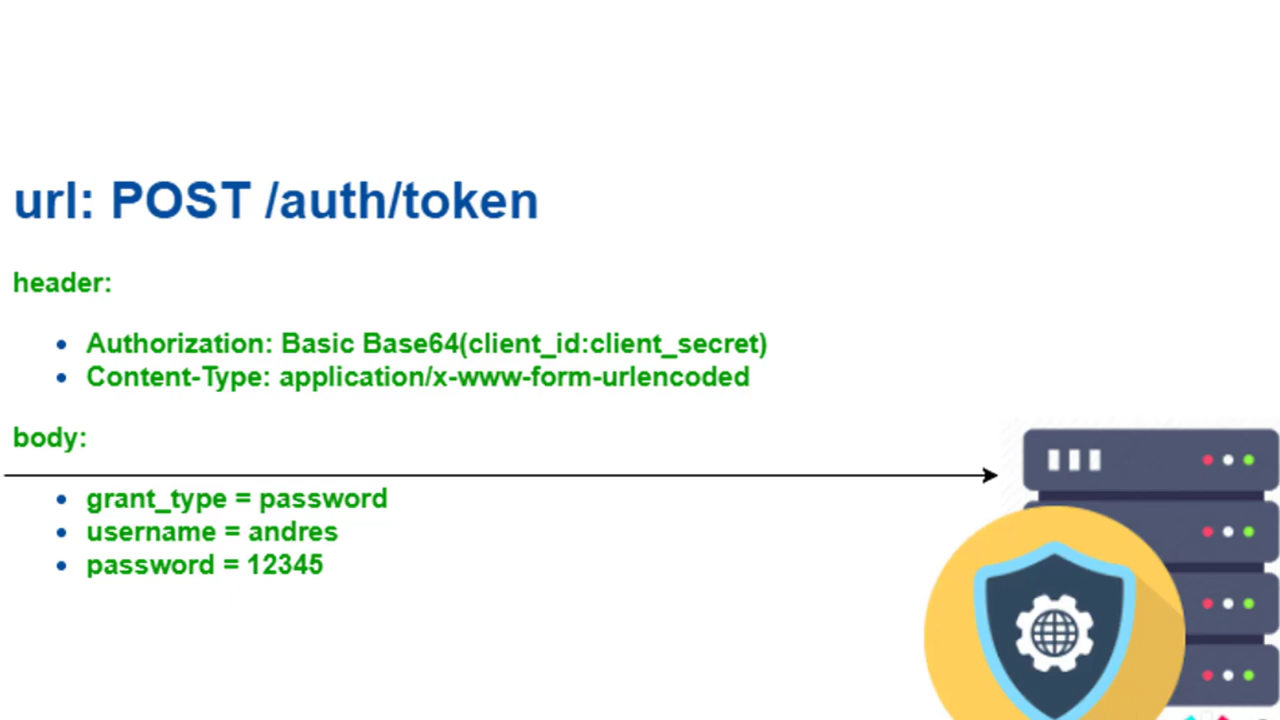 url: POST /auth/token
header:
Authorization: Basic Base64(client_id:client_secret)
Content-Type: application/x-www-form-urlencoded
body:
grant_type = password
username = andres
password = 12345